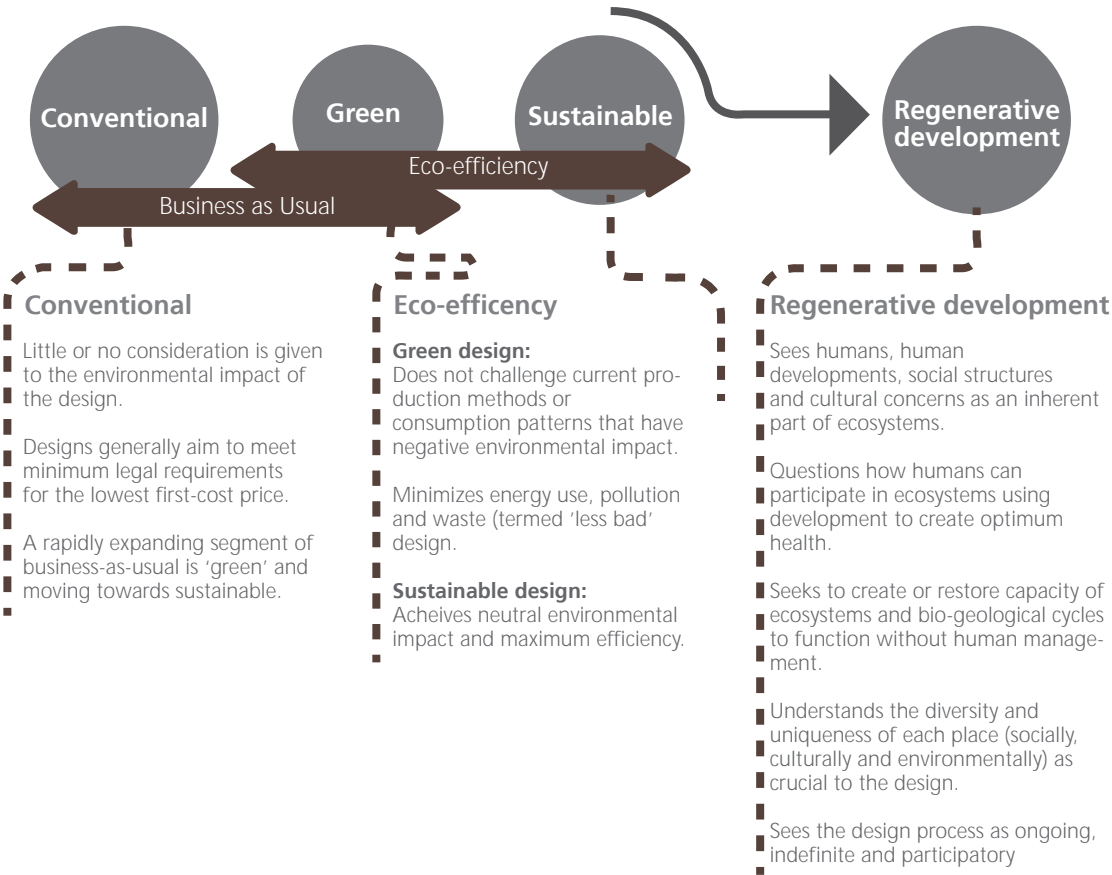 Conventional
Green
Sustainable
Regenerative
development
Eco-efficiency
Business as Usual
Conventional
Little or no consideration is given
to the environmental impact of
the design.
Designs generally aim to meet
minimum legal requirements
for the lowest first-cost price.
A rapidly expanding segment of
business-as-usual is ‘green’ and
moving towards sustainable.
Eco-efficency
Green design:
Does not challenge current pro-
duction methods or
consumption patterns that have
negative environmental impact.
Minimizes energy use, pollution
and waste (termed 'less bad’
design.
Sustainable design:
Acheives neutral environmental
impact and maximum efficiency.
Regenerative development
Sees humans, human
developments, social structures
and cultural concerns as an inherent
part of ecosystems.
Questions how humans can
participate in ecosystems using
development to create optimum
health.
Seeks to create or restore capacity of
ecosystems and bio-geological cycles
to function without human manage-
ment.
Understands the diversity and
uniqueness of each place (socially,
culturally and environmentally) as
crucial to the design.
Sees the design process as ongoing,
indefinite and participatory